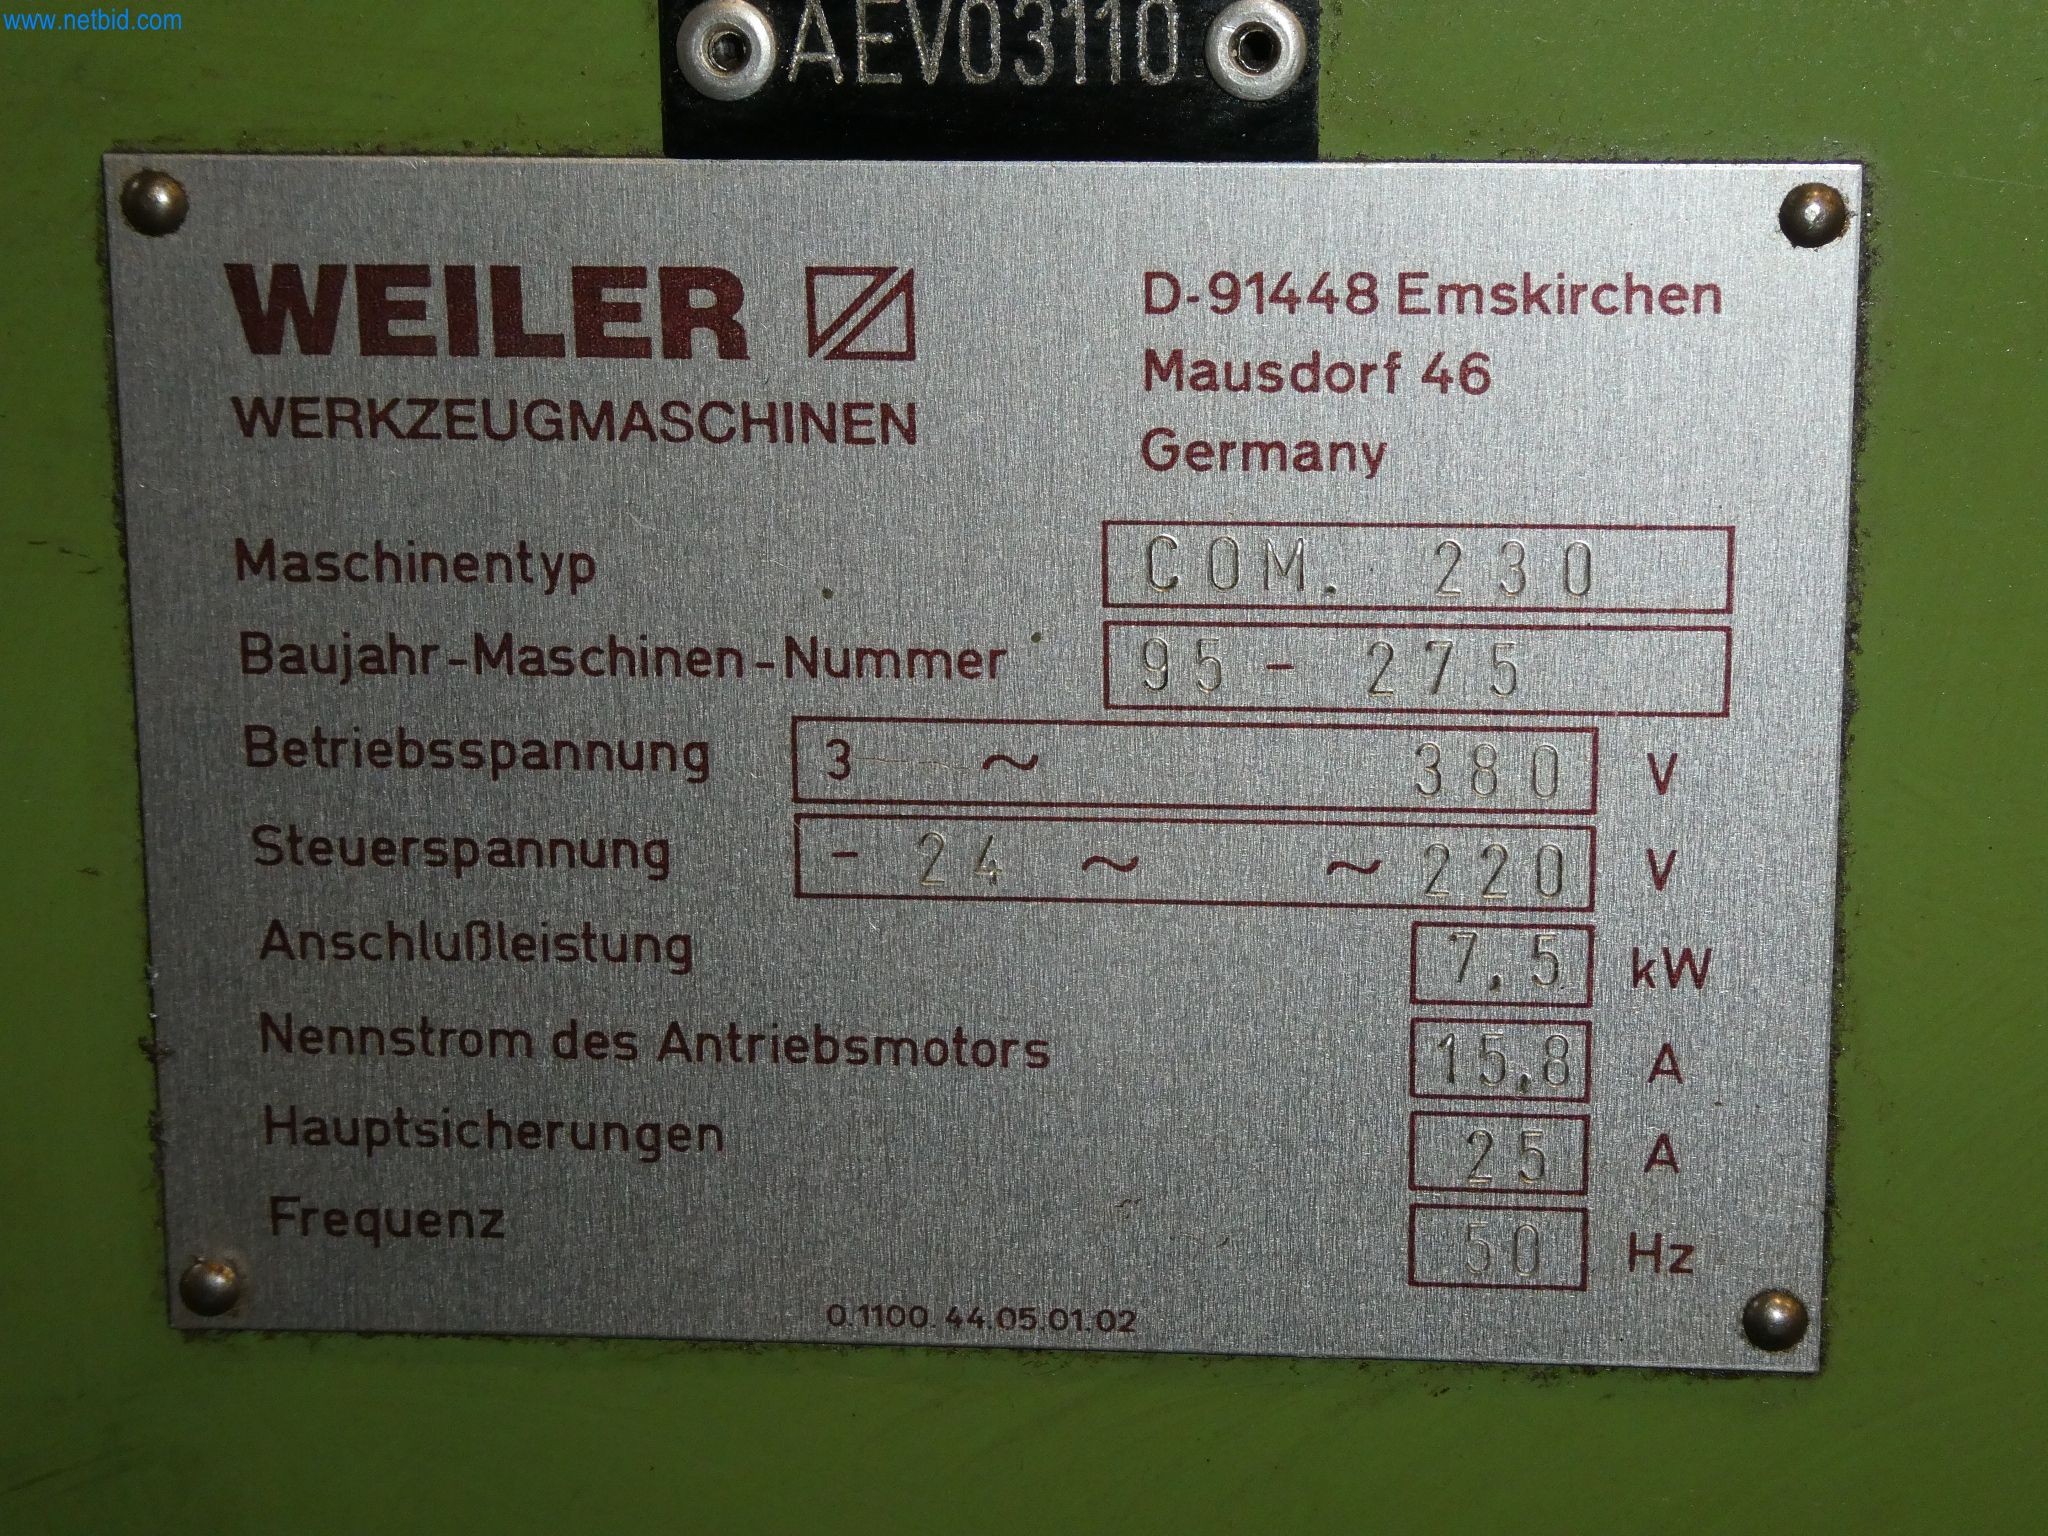 www.netbid.com
AEV03110
WEILER
WERKZEUGMASCHINEN
D-91448 Emskirchen
Mausdorf 46
Germany
Maschinentyp COM. 230
Baujahr-Maschinen-Nummer 95 - 275
Betriebsspannung 3 ~ 380 V
Steuerspannung - 24 ~ ~ 220 V
Anschlußleistung 7,5 kW
Nennstrom des Antriebsmotors 15,8 A
Hauptsicherungen 25 A
Frequenz 50 Hz
0.1100.44.05.01.02